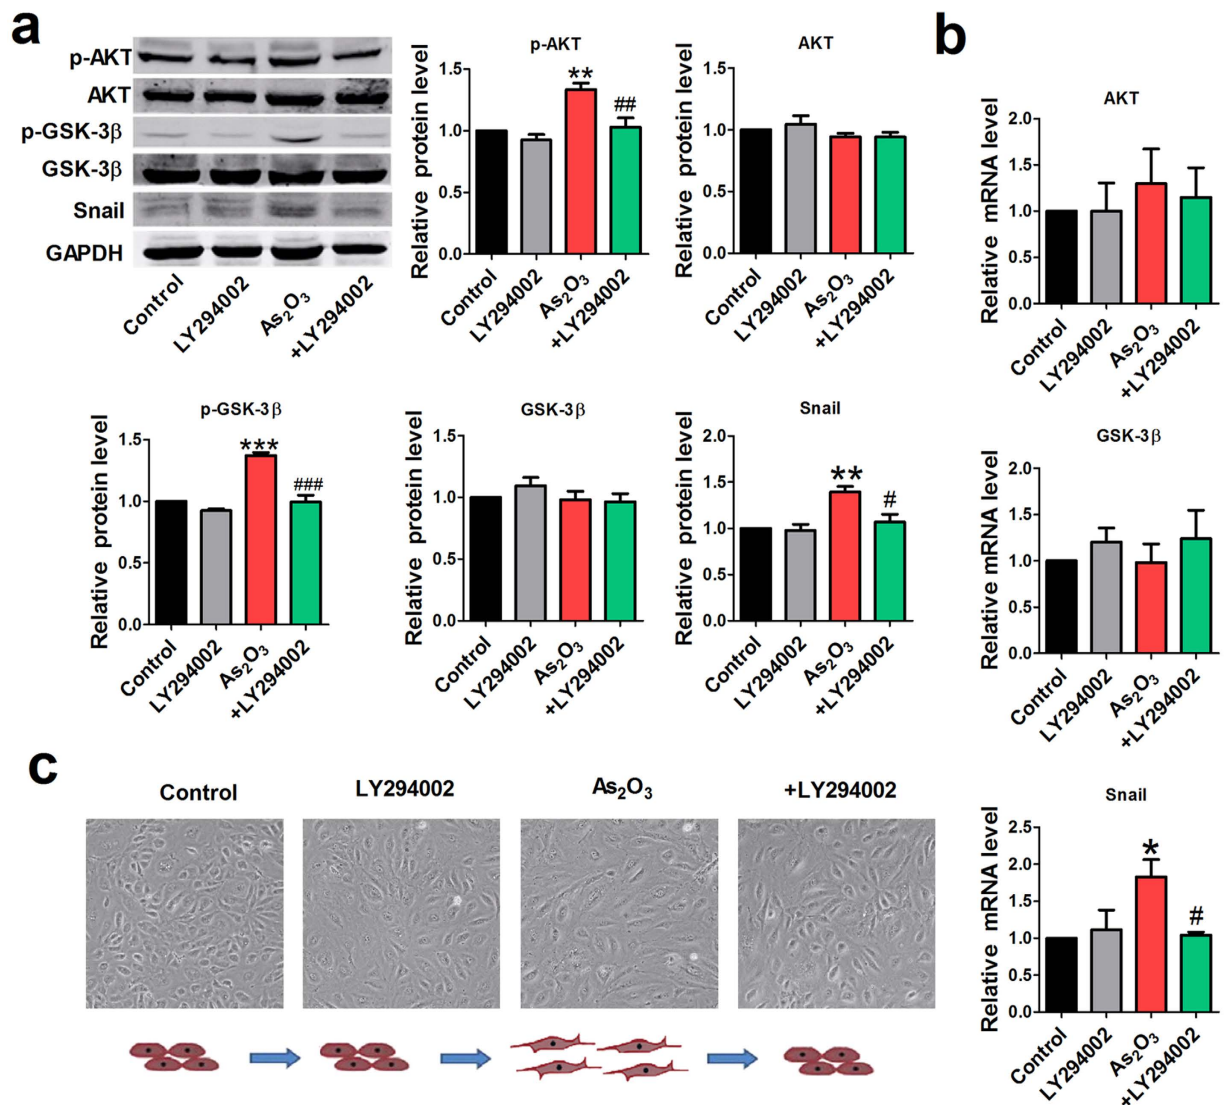 a
p-AKT
AKT
p-GSK-3β
GSK-3β
Snail
GAPDH
Control
LY294002
As₂O₃
+LY294002
p-AKT
Relative protein level
1.5
1.0
0.5
0.0
**
##
Control
LY294002
As₂O₃
+LY294002
AKT
Relative protein level
1.5
1.0
0.5
0.0
Control
LY294002
As₂O₃
+LY294002
b
AKT
Relative mRNA level
2.0
1.5
1.0
0.5
0.0
Control
LY294002
As₂O₃
+LY294002
p-GSK-3β
Relative protein level
1.5
1.0
0.5
0.0
***
###
Control
LY294002
As₂O₃
+LY294002
GSK-3β
Relative protein level
1.5
1.0
0.5
0.0
Control
LY294002
As₂O₃
+LY294002
Snail
Relative protein level
2.0
1.5
1.0
0.5
0.0
**
#
Control
LY294002
As₂O₃
+LY294002
GSK-3β
Relative mRNA level
2.0
1.5
1.0
0.5
0.0
Control
LY294002
As₂O₃
+LY294002
c
Control
LY294002
As₂O₃
+LY294002
Snail
Relative mRNA level
2.5
2.0
1.5
1.0
0.5
0.0
*
#
Control
LY294002
As₂O₃
+LY294002